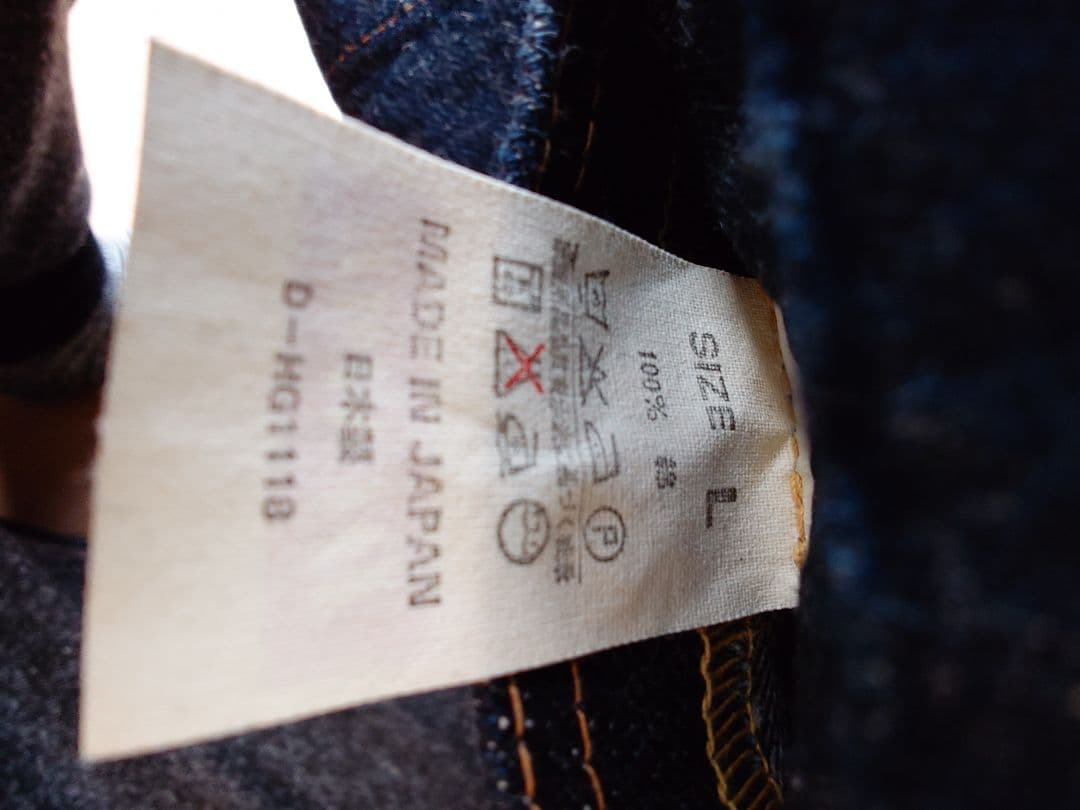 SIZE L
100% 綿
P
MADE IN JAPAN
日本製
D-HG1118